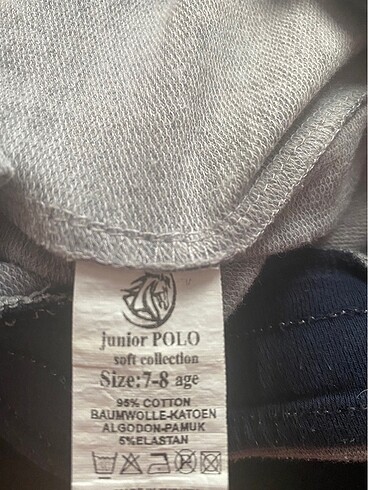 junior POLO
soft collection
Size:7-8 age
95% COTTON
BAUMWOLLE-KATOEN
ALGODON-PAMUK
5%ELASTAN